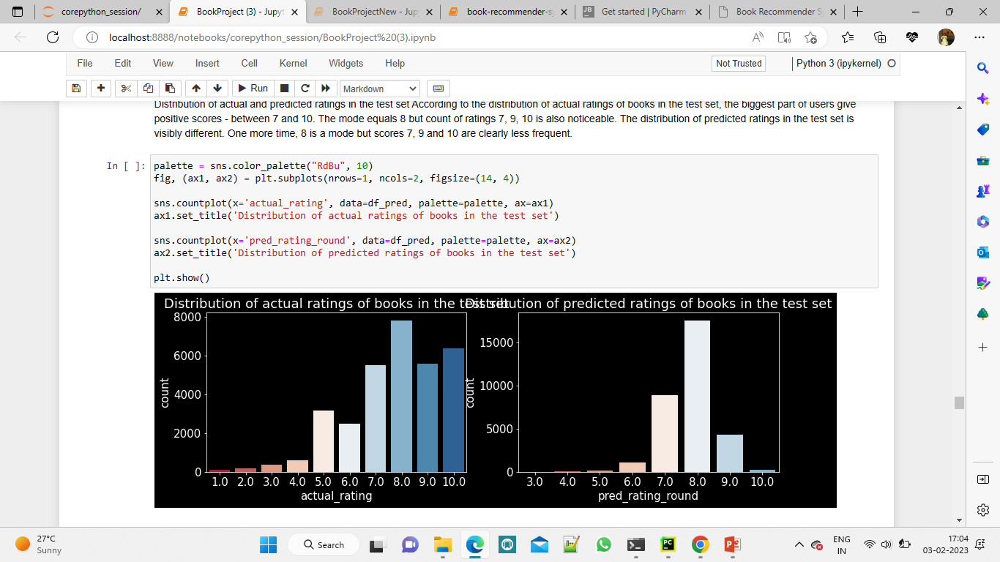 corepython_session/
BookProject (3) - Jupyt
BookProjectNew - Jup
book-recommender-sy
JB
Get started | PyCharm
Book Recommender Sy
localhost:8888/notebooks/corepython_session/BookProject%20(3).ipynb
File Edit View Insert Cell Kernel Widgets Help
Not Trusted
Python 3 (ipykernel)
Run
Markdown
Distribution of actual and predicted ratings in the test set According to the distribution of actual ratings of books in the test set, the biggest part of users give
positive scores - between 7 and 10. The mode equals 8 but count of ratings 7, 9, 10 is also noticeable. The distribution of predicted ratings in the test set is
visibly different. One more time, 8 is a mode but scores 7, 9 and 10 are clearly less frequent.
In [ ]:
palette = sns.color_palette("RdBu", 10)
fig, (ax1, ax2) = plt.subplots(nrows=1, ncols=2, figsize=(14, 4))
sns.countplot(x='actual_rating', data=df_pred, palette=palette, ax=ax1)
ax1.set_title('Distribution of actual ratings of books in the test set')
sns.countplot(x='pred_rating_round', data=df_pred, palette=palette, ax=ax2)
ax2.set_title('Distribution of predicted ratings of books in the test set')
plt.show()
Distribution of actual ratings of books in the test set
8000
6000
4000
2000
0
count
1.0 2.0 3.0 4.0 5.0 6.0 7.0 8.0 9.0 10.0
actual_rating
Distribution of predicted ratings of books in the test set
15000
10000
5000
0
count
3.0 4.0 5.0 6.0 7.0 8.0 9.0 10.0
pred_rating_round
27°C
Sunny
Search
PC
ENG
IN
17:04
03-02-2023